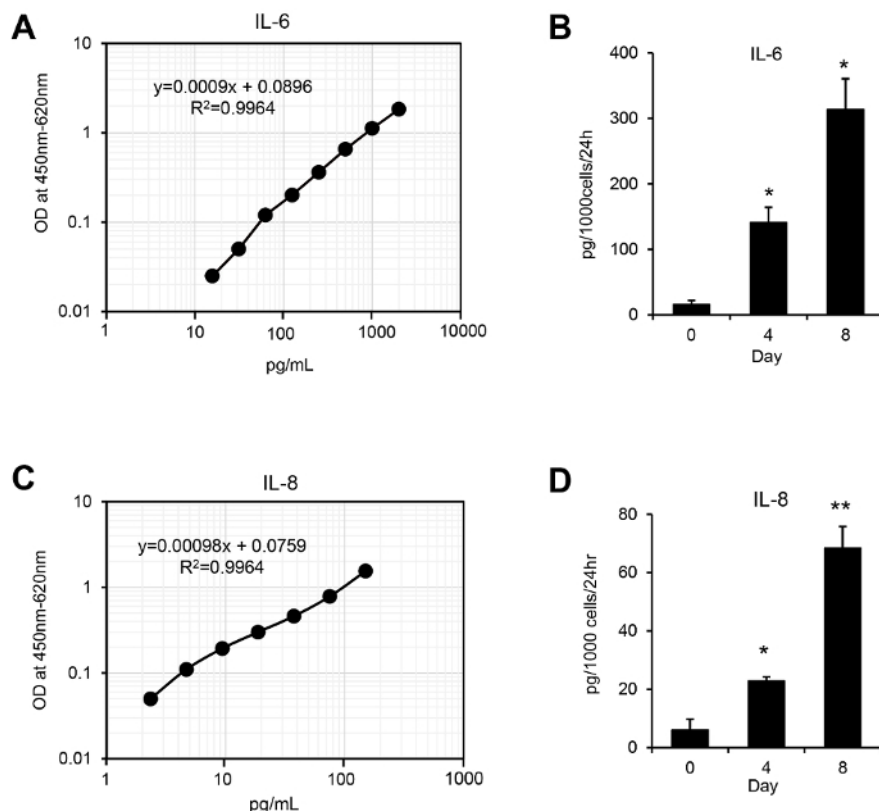 A
IL-6
10
1
0.1
0.01
1
10
100
1000
10000
OD at 450nm-620nm
pg/mL
y=0.0009x + 0.0896
R²=0.9964
B
IL-6
400
300
200
100
0
pg/1000cells/24h
*
*
0
4
8
Day
C
IL-8
10
1
0.1
0.01
1
10
100
1000
OD at 450nm-620nm
pg/mL
y=0.00098x + 0.0759
R²=0.9964
D
IL-8
80
60
40
20
0
pg/1000 cells/24hr
*
**
0
4
8
Day